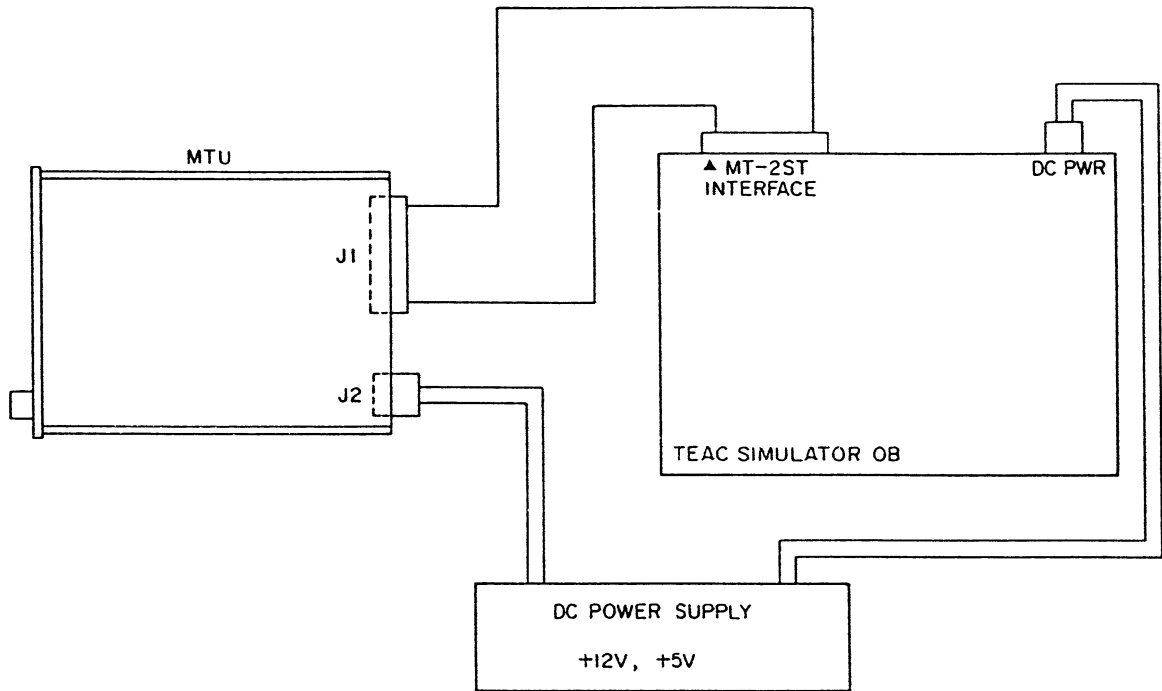 MTU
J1
J2
▲ MT-2ST
INTERFACE
DC PWR
TEAC SIMULATOR OB
DC POWER SUPPLY
+12V, +5V